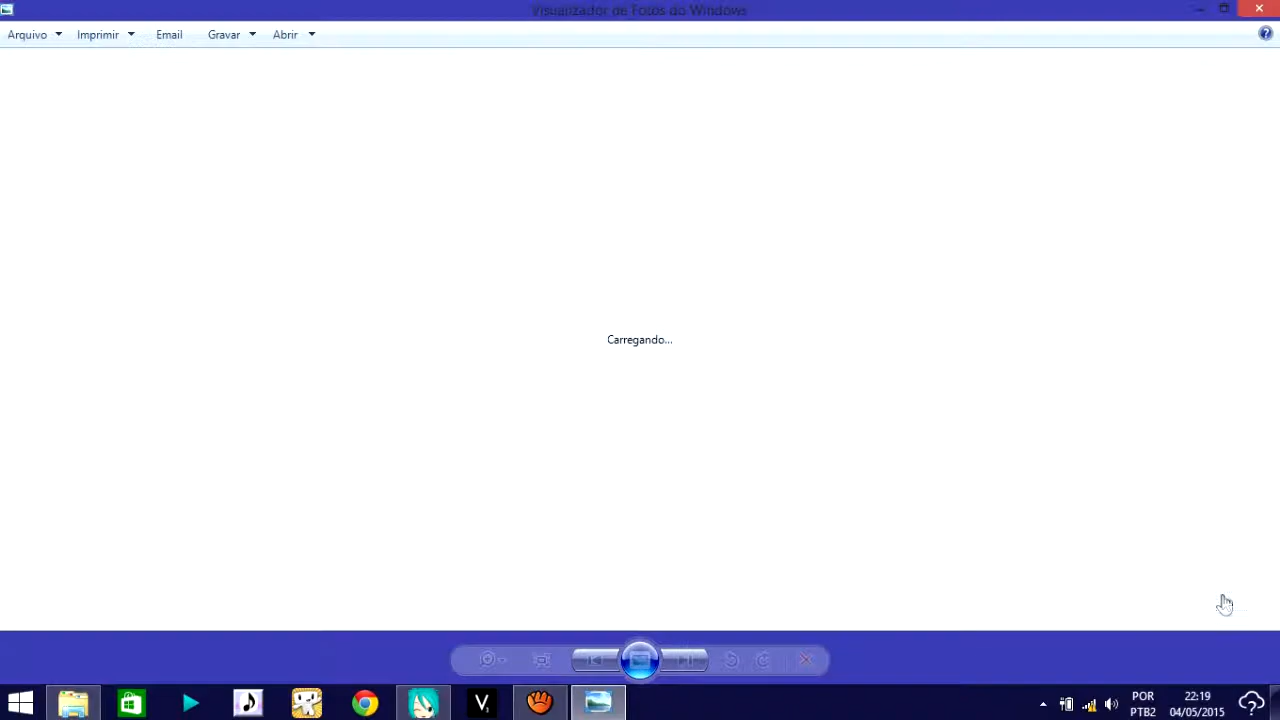 Visualizador de Fotos do Windows
Arquivo Imprimir Email Gravar Abrir
Carregando...
POR 22:19
PTB2 04/05/2015